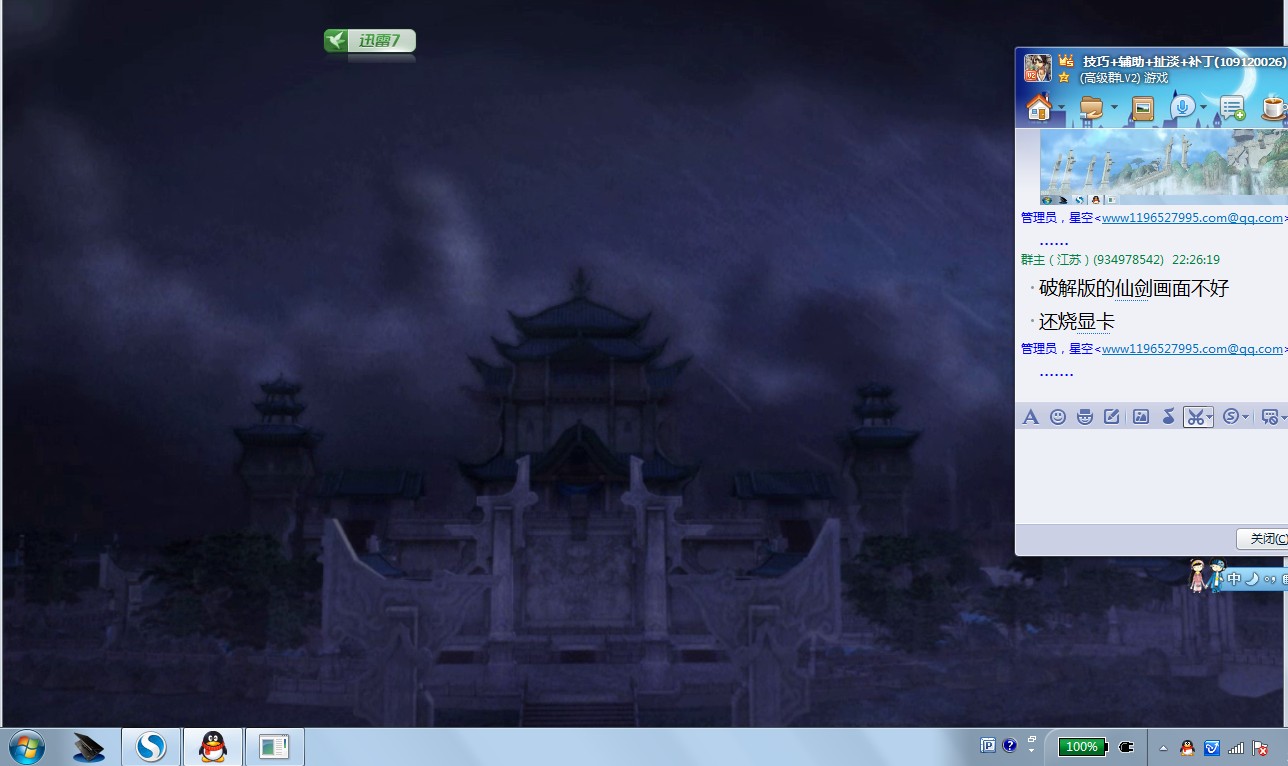 迅雷7
技巧+辅助+扯淡+补丁(109120026)
(高级群LV2) 游戏
管理员，星空<www1196527995.com@qq.com>
......
群主（江苏）(934978542) 22:26:19
破解版的仙剑画面不好
还烧显卡
管理员，星空<www1196527995.com@qq.com>
.......
关闭(C
中
100%